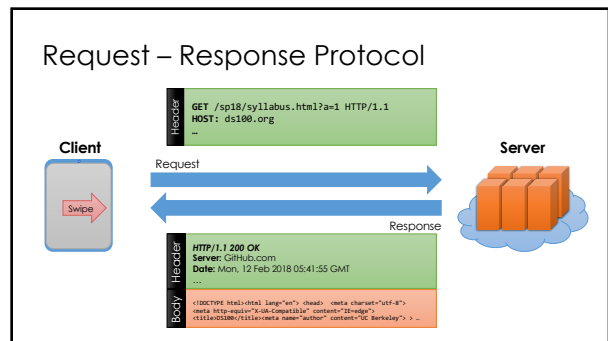 Request – Response Protocol
Header
GET /sp18/syllabus.html?a=1 HTTP/1.1
HOST: ds100.org
…
Client
Server
Request
Swipe
Response
Header
HTTP/1.1 200 OK
Server: GitHub.com
Date: Mon, 12 Feb 2018 05:41:55 GMT
…
Body
<!DOCTYPE html><html lang="en"> <head>  <meta charset="utf-8">
<meta http-equiv="X-UA-Compatible" content="IE=edge">
<title>DS100</title><meta name="author" content="UC Berkeley"> > …